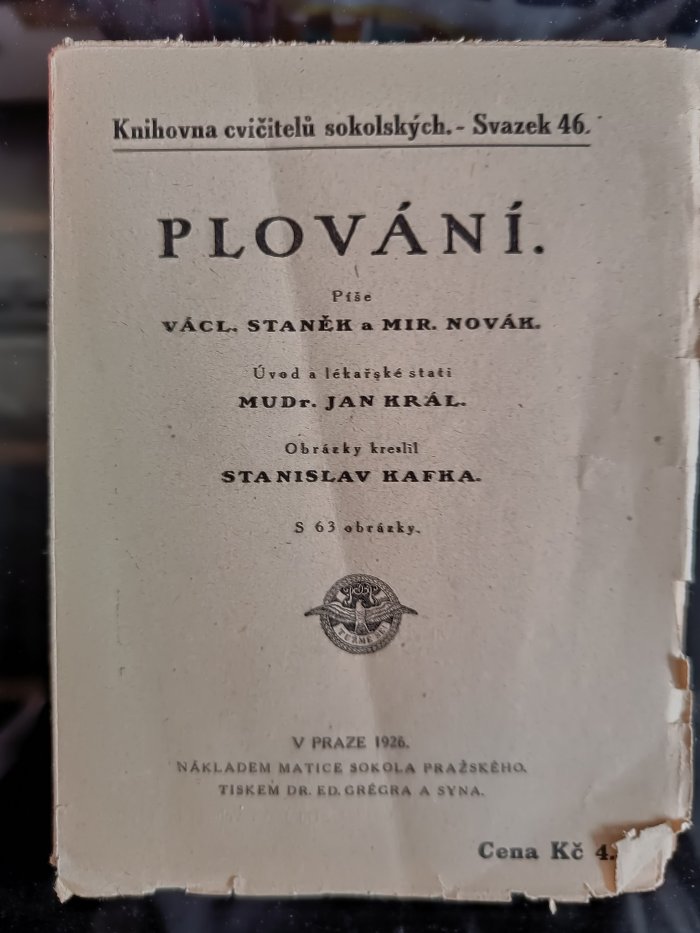 Knihovna cvičitelů sokolských. - Svazek 46.
PLOVÁNÍ.
Píše
VÁCL. STANĚK a MIR. NOVÁK.
Úvod a lékařské stati
MUDr. JAN KRÁL.
Obrázky kreslil
STANISLAV KAFKA.
S 63 obrázky.
V PRAZE 1926.
NÁKLADEM MATICE SOKOLA PRAŽSKÉHO.
TISKEM DR. ED. GRÉGRA A SYNA.
Cena Kč 4.